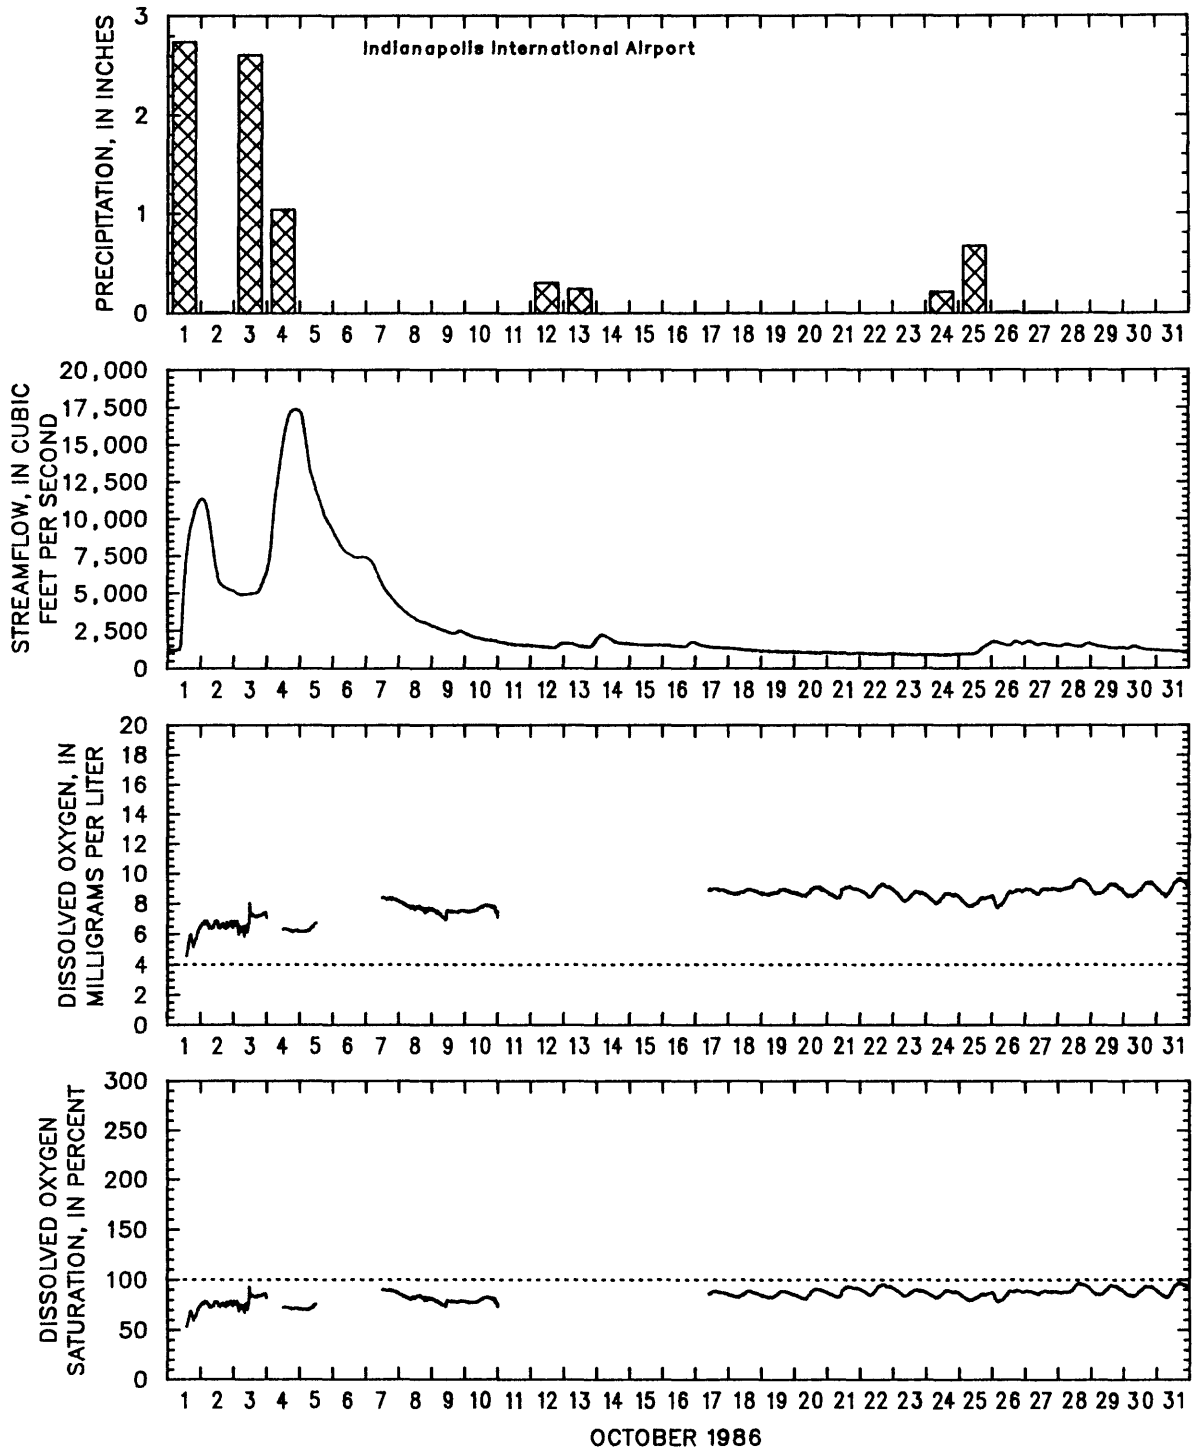 Indianapolis International Airport
PRECIPITATION, IN INCHES
3
2
1
0
1 2 3 4 5 6 7 8 9 10 11 12 13 14 15 16 17 18 19 20 21 22 23 24 25 26 27 28 29 30 31
STREAMFLOW, IN CUBIC
FEET PER SECOND
20,000
17,500
15,000
12,500
10,000
7,500
5,000
2,500
0
1 2 3 4 5 6 7 8 9 10 11 12 13 14 15 16 17 18 19 20 21 22 23 24 25 26 27 28 29 30 31
DISSOLVED OXYGEN, IN
MILLIGRAMS PER LITER
20
18
16
14
12
10
8
6
4
2
0
1 2 3 4 5 6 7 8 9 10 11 12 13 14 15 16 17 18 19 20 21 22 23 24 25 26 27 28 29 30 31
DISSOLVED OXYGEN
SATURATION, IN PERCENT
300
250
200
150
100
50
0
1 2 3 4 5 6 7 8 9 10 11 12 13 14 15 16 17 18 19 20 21 22 23 24 25 26 27 28 29 30 31
OCTOBER 1986